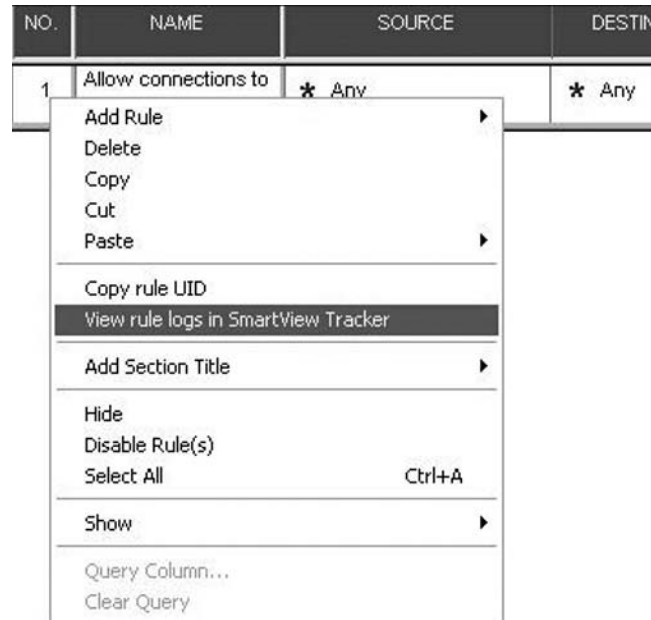 NO. NAME SOURCE DESTIN
1 Allow connections to * Any * Any
Add Rule
Delete
Copy
Cut
Paste
Copy rule UID
View rule logs in SmartView Tracker
Add Section Title
Hide
Disable Rule(s)
Select All Ctrl+A
Show
Query Column...
Clear Query